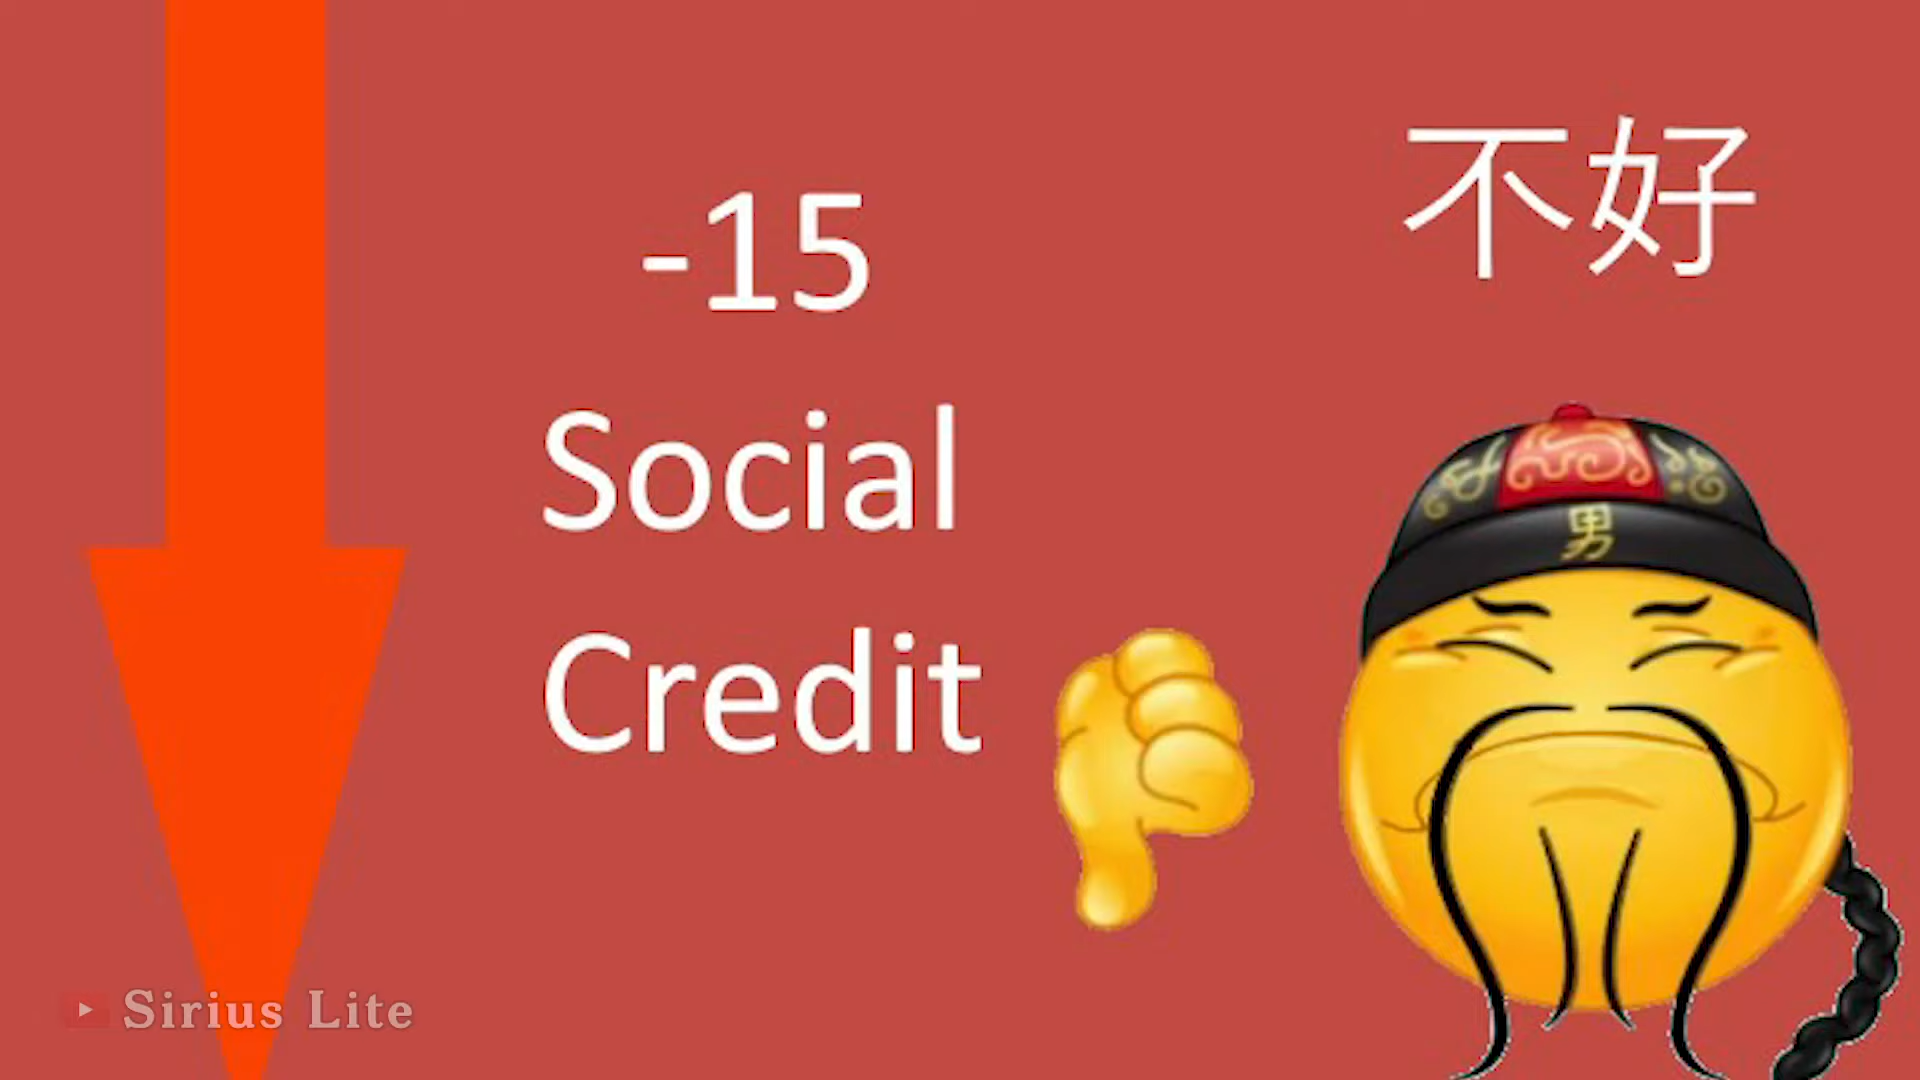 -15
Social
Credit
不好
男
Sirius Lite